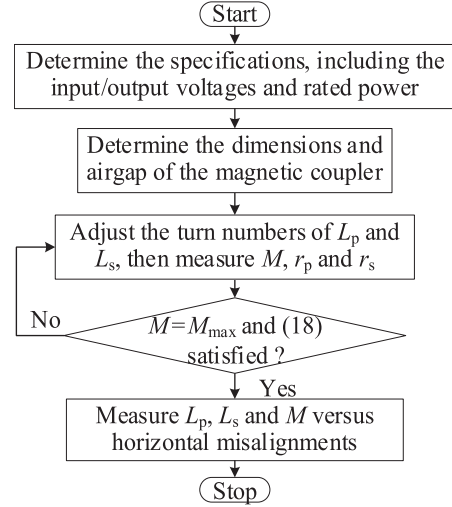 Start
Determine the specifications, including the
input/output voltages and rated power
Determine the dimensions and
airgap of the magnetic coupler
Adjust the turn numbers of Lp and
Ls, then measure M, rp and rs
No
M=Mmax and (18)
satisfied ?
Yes
Measure Lp, Ls and M versus
horizontal misalignments
Stop